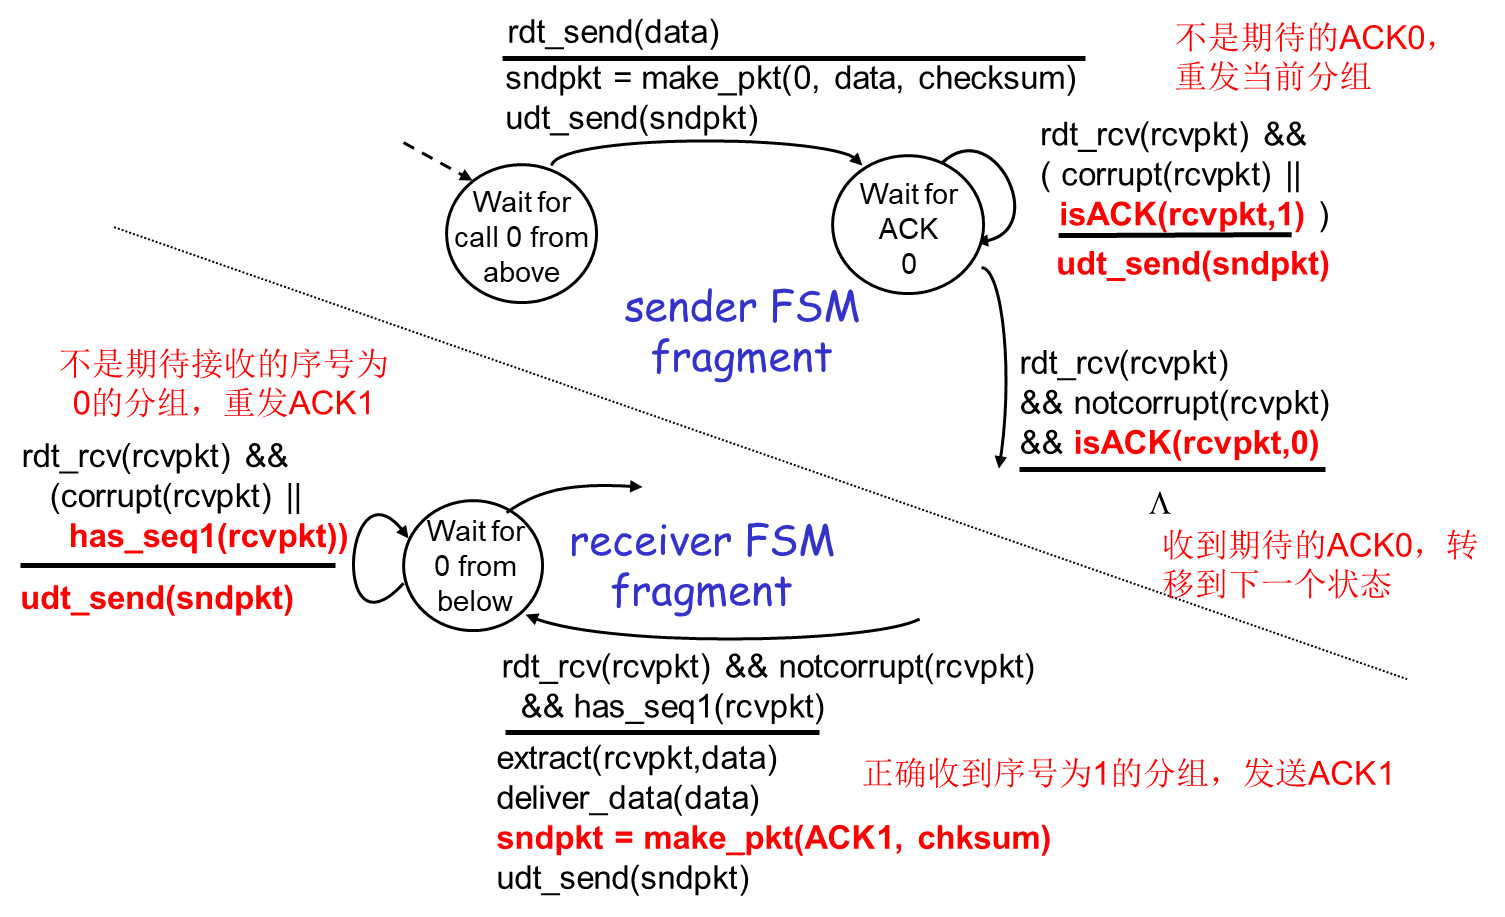 rdt_send(data)
sndpkt = make_pkt(0, data, checksum)
udt_send(sndpkt)
不是期待的ACK0，
重发当前分组
rdt_rcv(rcvpkt) &&
( corrupt(rcvpkt) ||
isACK(rcvpkt,1) )
udt_send(sndpkt)
Wait for
call 0 from
above
Wait for
ACK
0
sender FSM
fragment
rdt_rcv(rcvpkt)
&& notcorrupt(rcvpkt)
&& isACK(rcvpkt,0)
Λ
收到期待的ACK0，转
移到下一个状态
不是期待接收的序号为
0的分组，重发ACK1
rdt_rcv(rcvpkt) &&
(corrupt(rcvpkt) ||
has_seq1(rcvpkt))
udt_send(sndpkt)
Wait for
0 from
below
receiver FSM
fragment
rdt_rcv(rcvpkt) && notcorrupt(rcvpkt)
&& has_seq1(rcvpkt)
extract(rcvpkt,data)
deliver_data(data)
sndpkt = make_pkt(ACK1, chksum)
udt_send(sndpkt)
正确收到序号为1的分组，发送ACK1